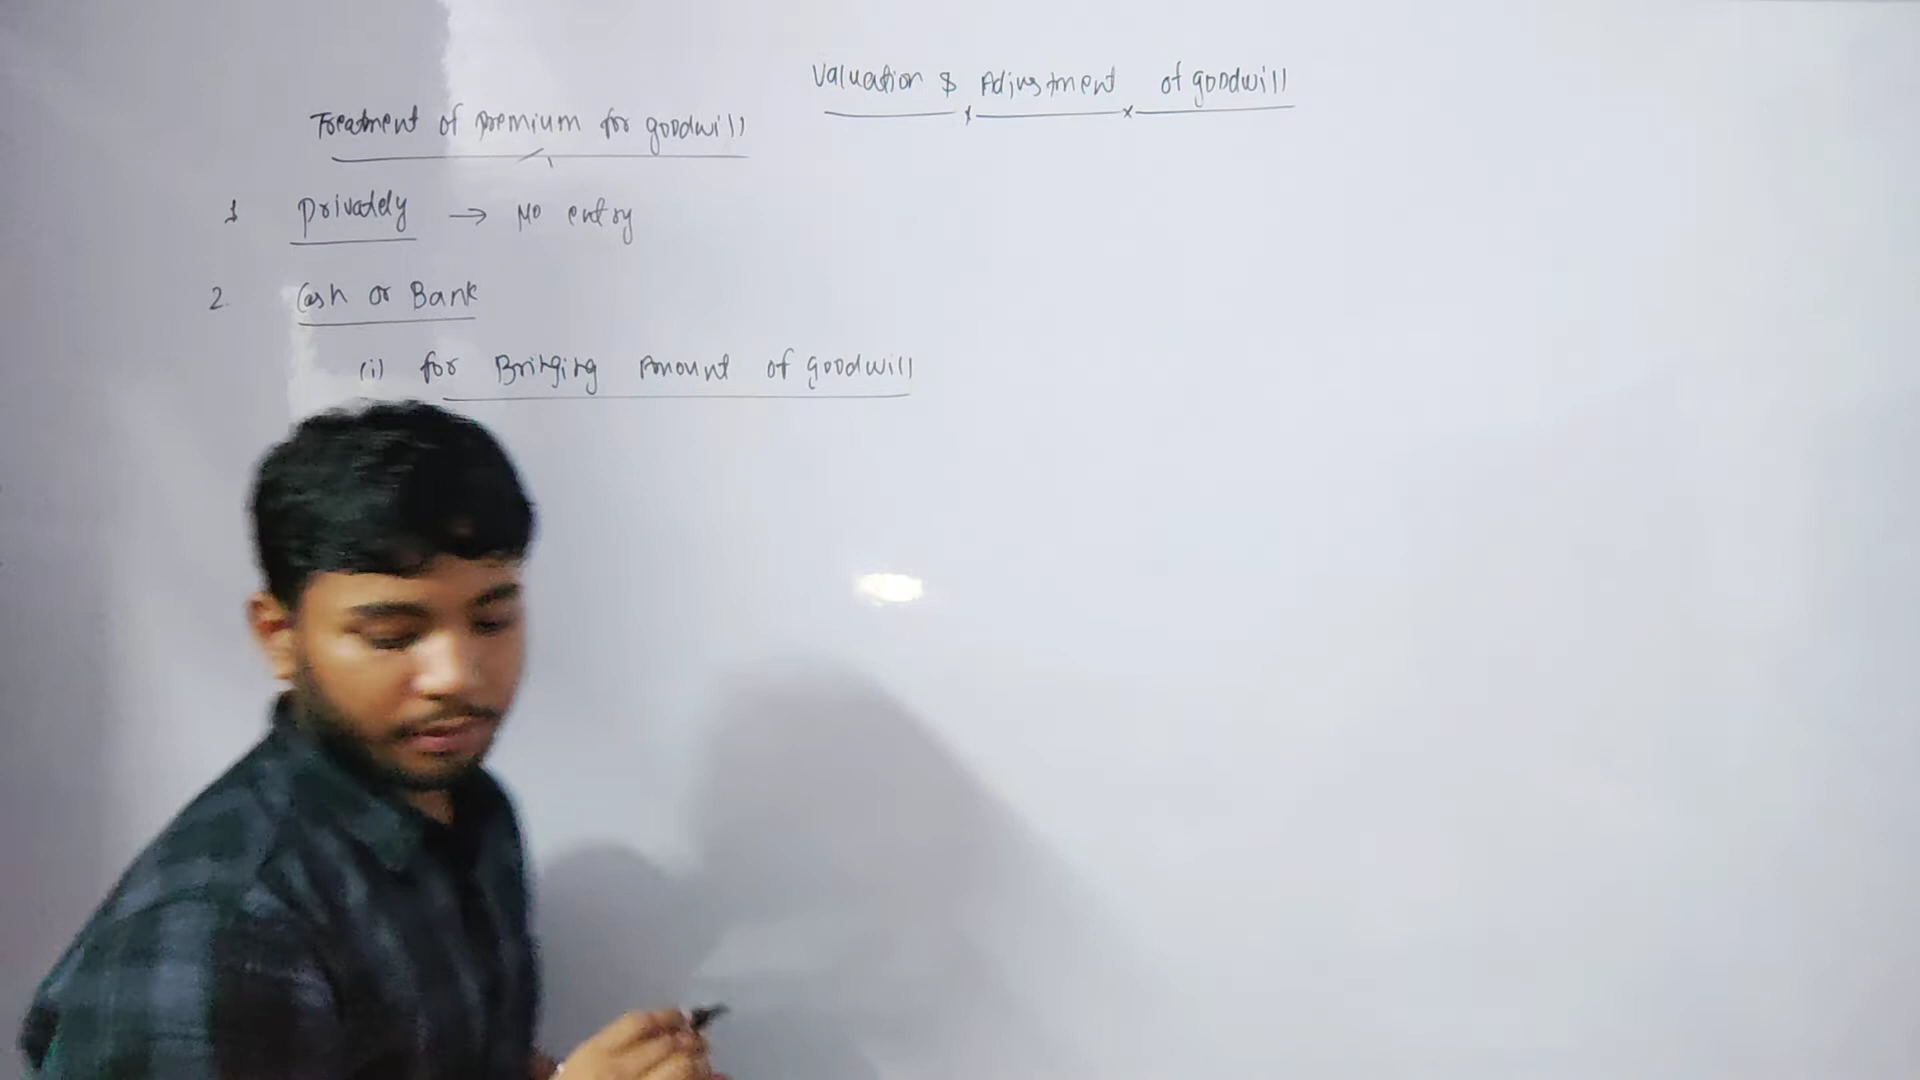 Valuation & Adjustment of goodwill
Treatment of premium for goodwill
1 privately → No entry
2. Cash or Bank
(i) for Bringing Amount of goodwill